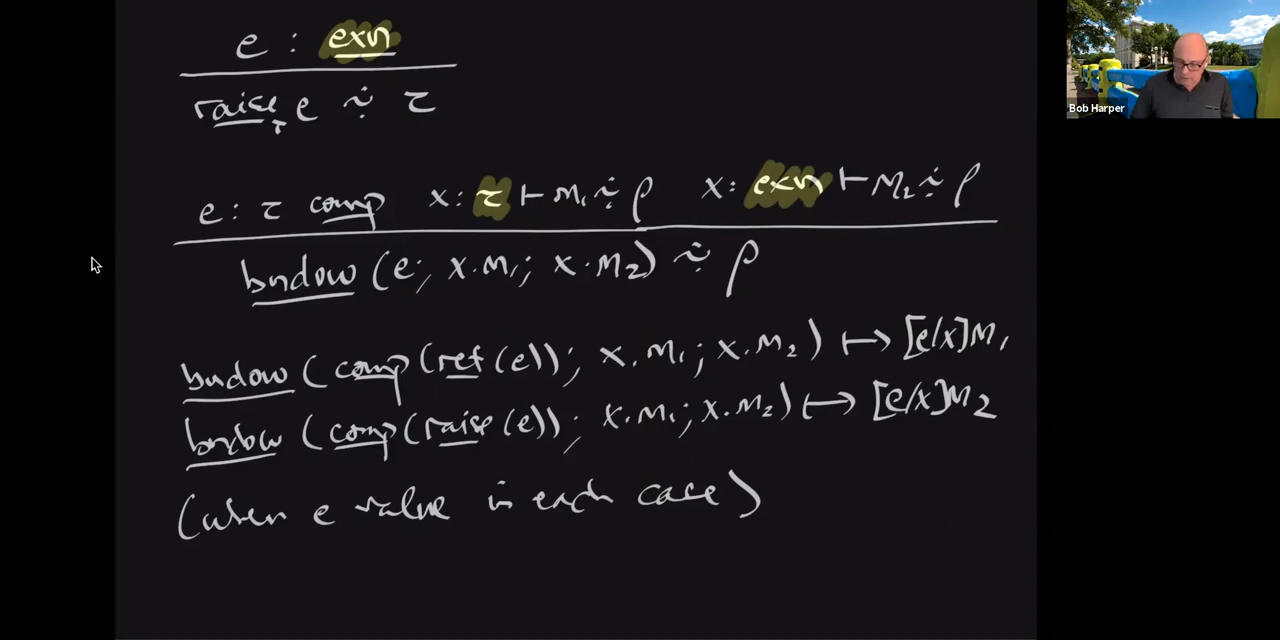 e : exn
raise_τ e ∻ τ
e : τ comp   x : τ ⊢ M₁ ∻ ρ   x : exn ⊢ M₂ ∻ ρ
bndow (e; x.M₁; x.M₂) ∻ ρ
bndow (comp(ret(e)); x.M₁; x.M₂) ↦ [e/x]M₁
bndow (comp(raise(e)); x.M₁; x.M₂) ↦ [e/x]M₂
(when e value in each case)
Bob Harper